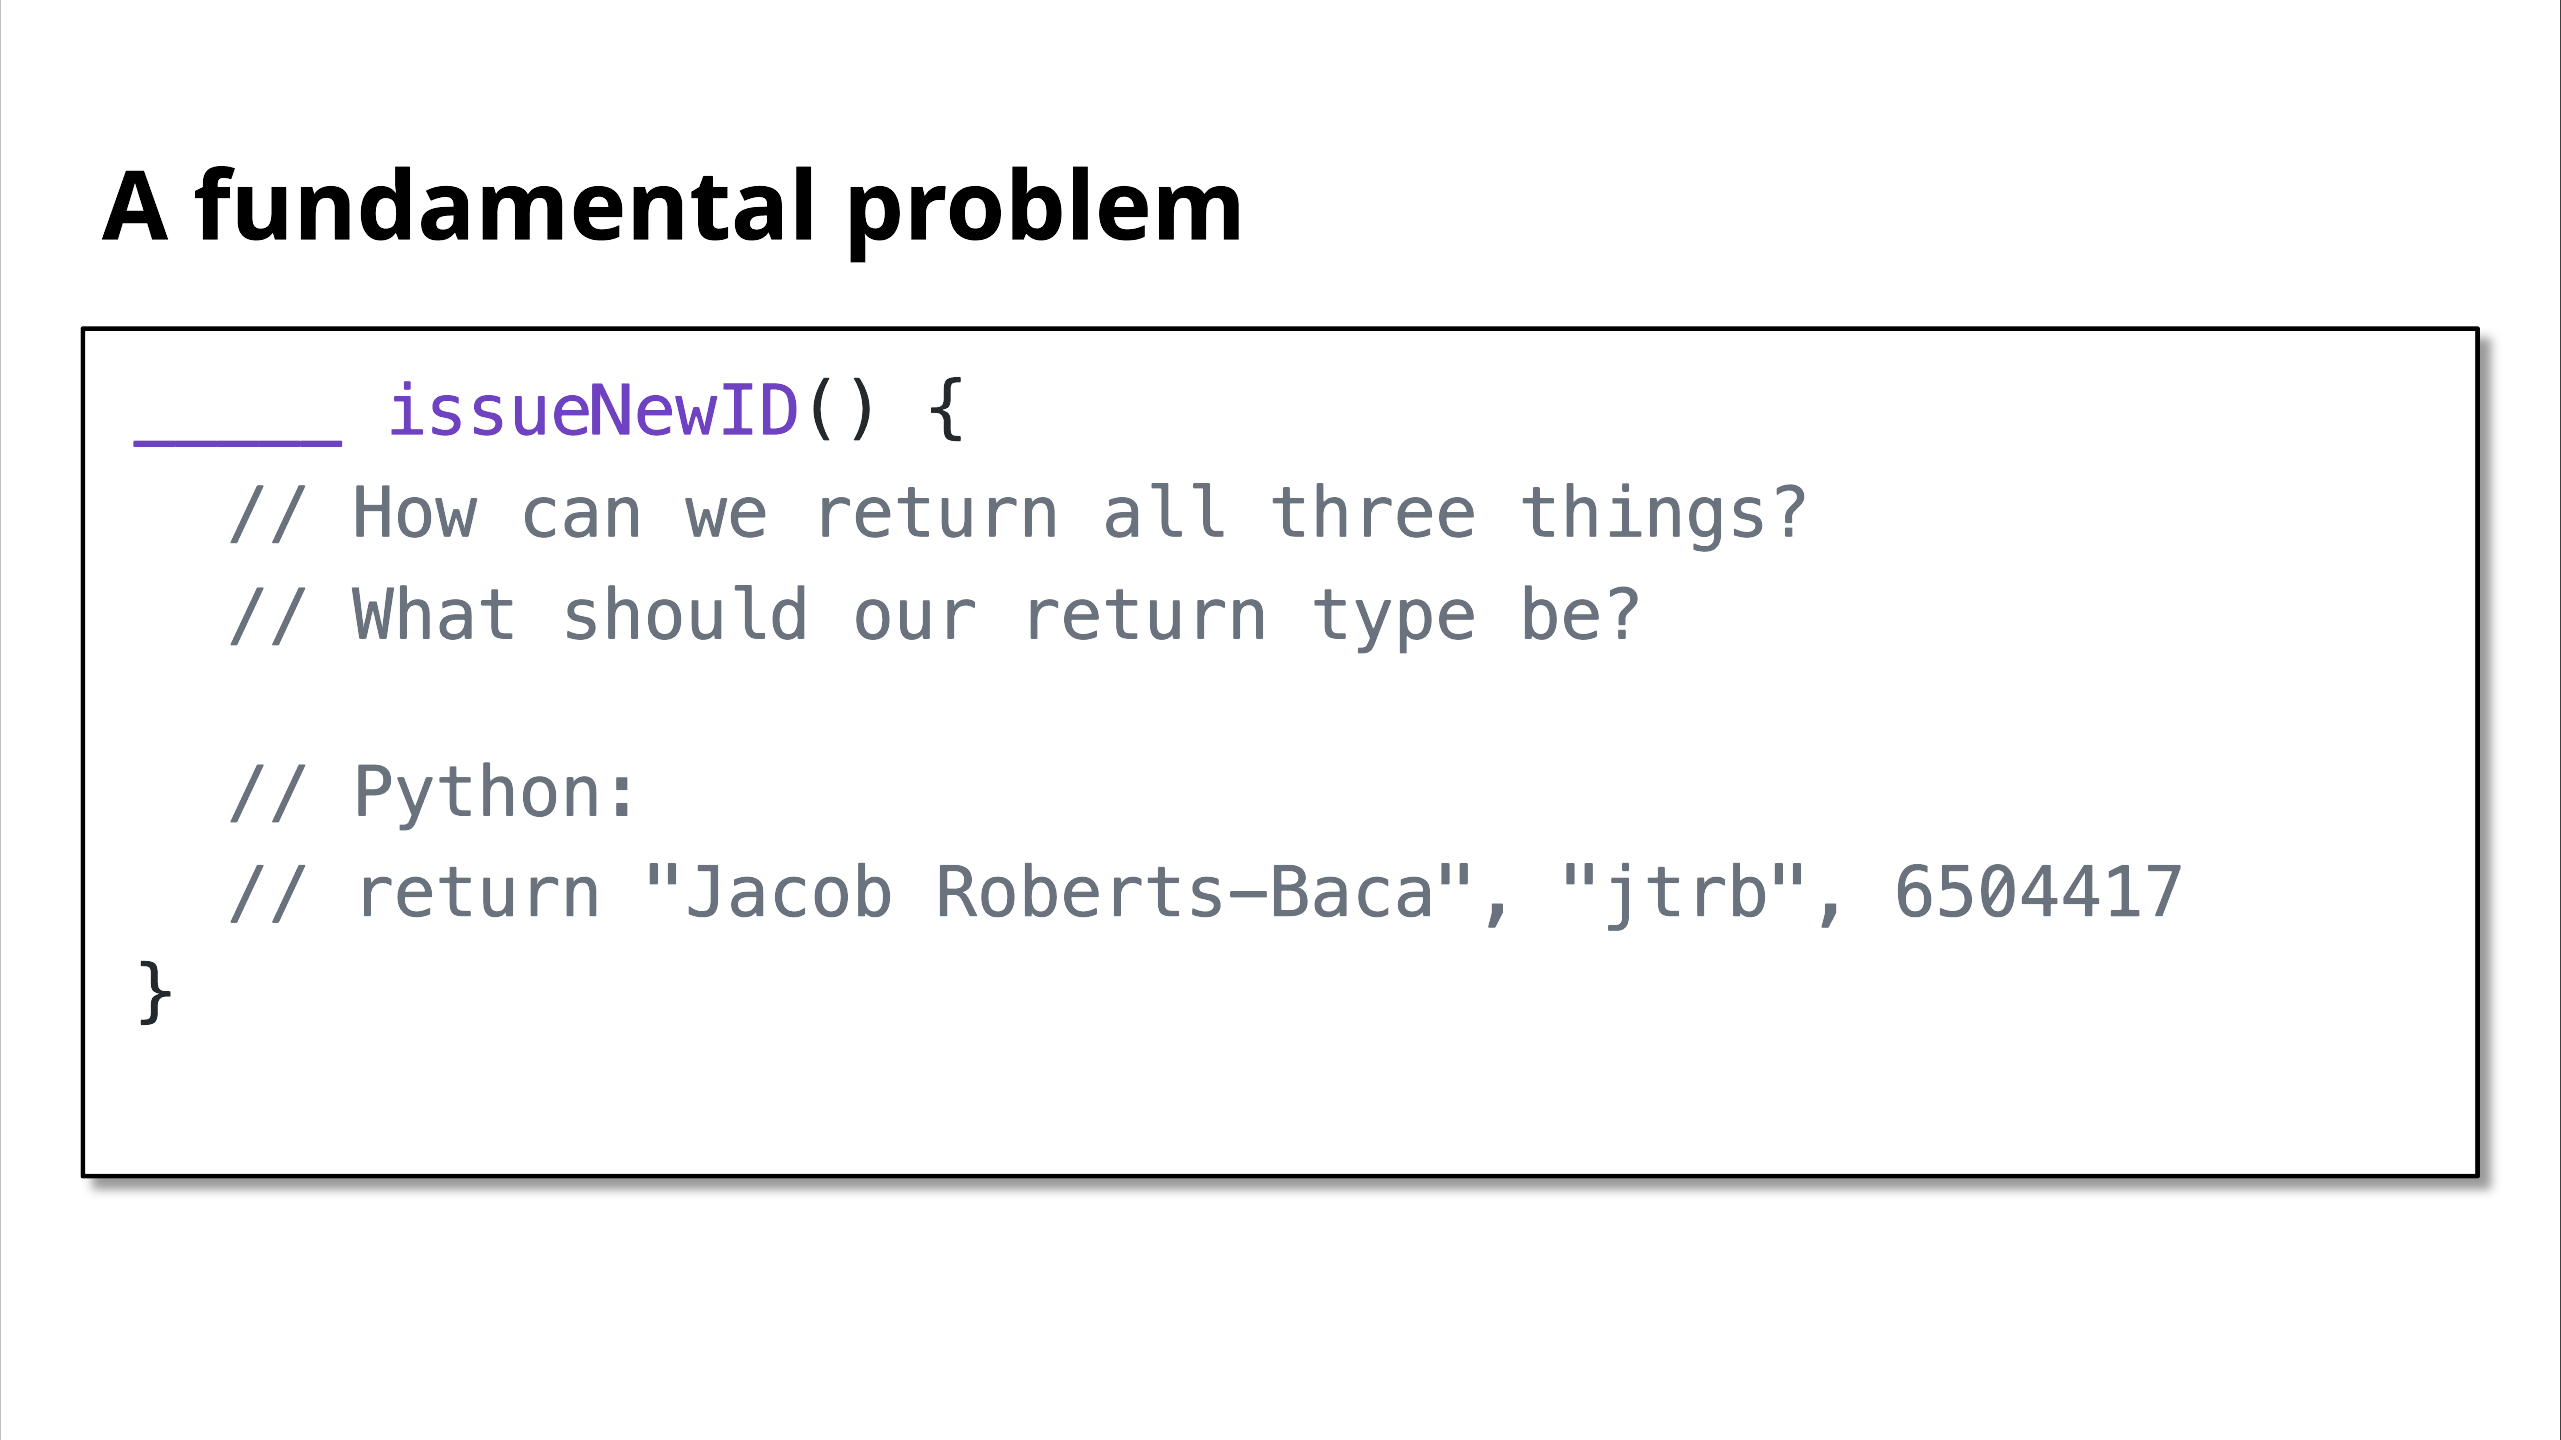 A fundamental problem
_____ issueNewID() {
// How can we return all three things?
// What should our return type be?
// Python:
// return "Jacob Roberts-Baca", "jtrb", 6504417
}